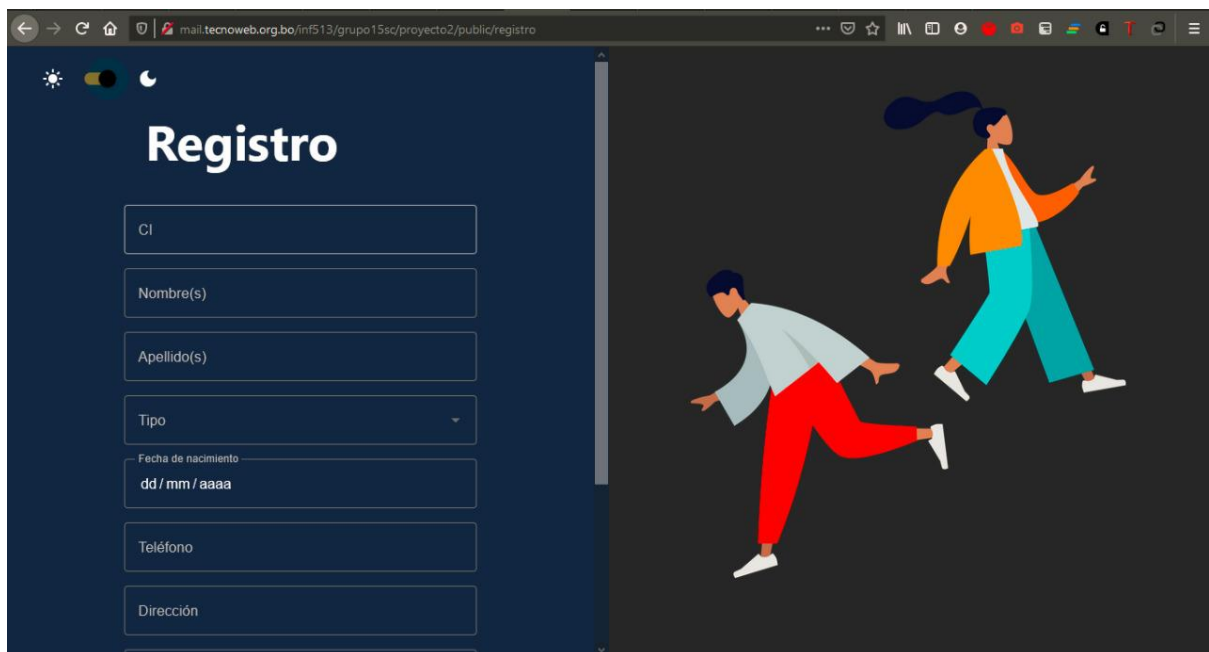 mail.tecnoweb.org.bo/inf513/grupo15sc/proyecto2/public/registro
Registro
CI
Nombre(s)
Apellido(s)
Tipo
Fecha de nacimiento
dd / mm / aaaa
Teléfono
Dirección